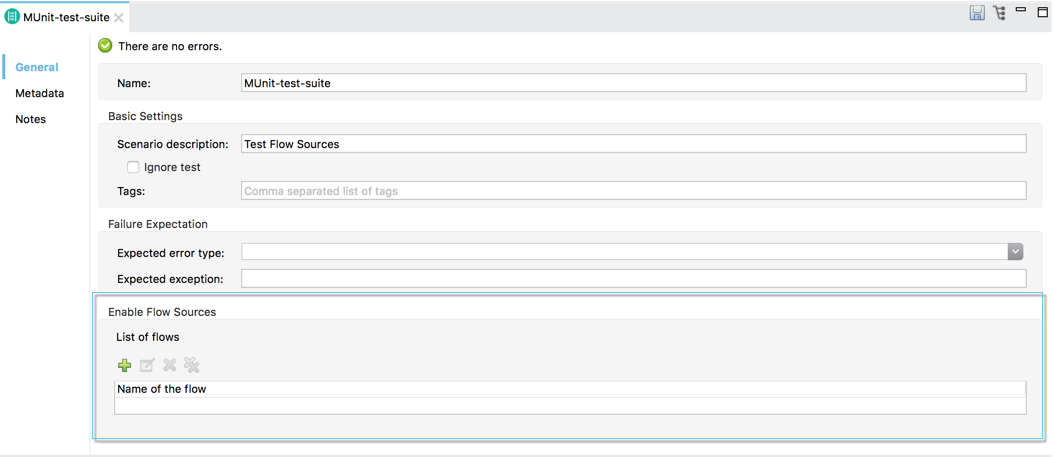 MUnit-test-suite
There are no errors.
General
Metadata
Notes
Name: MUnit-test-suite
Basic Settings
Scenario description: Test Flow Sources
Ignore test
Tags: Comma separated list of tags
Failure Expectation
Expected error type:
Expected exception:
Enable Flow Sources
List of flows
Name of the flow